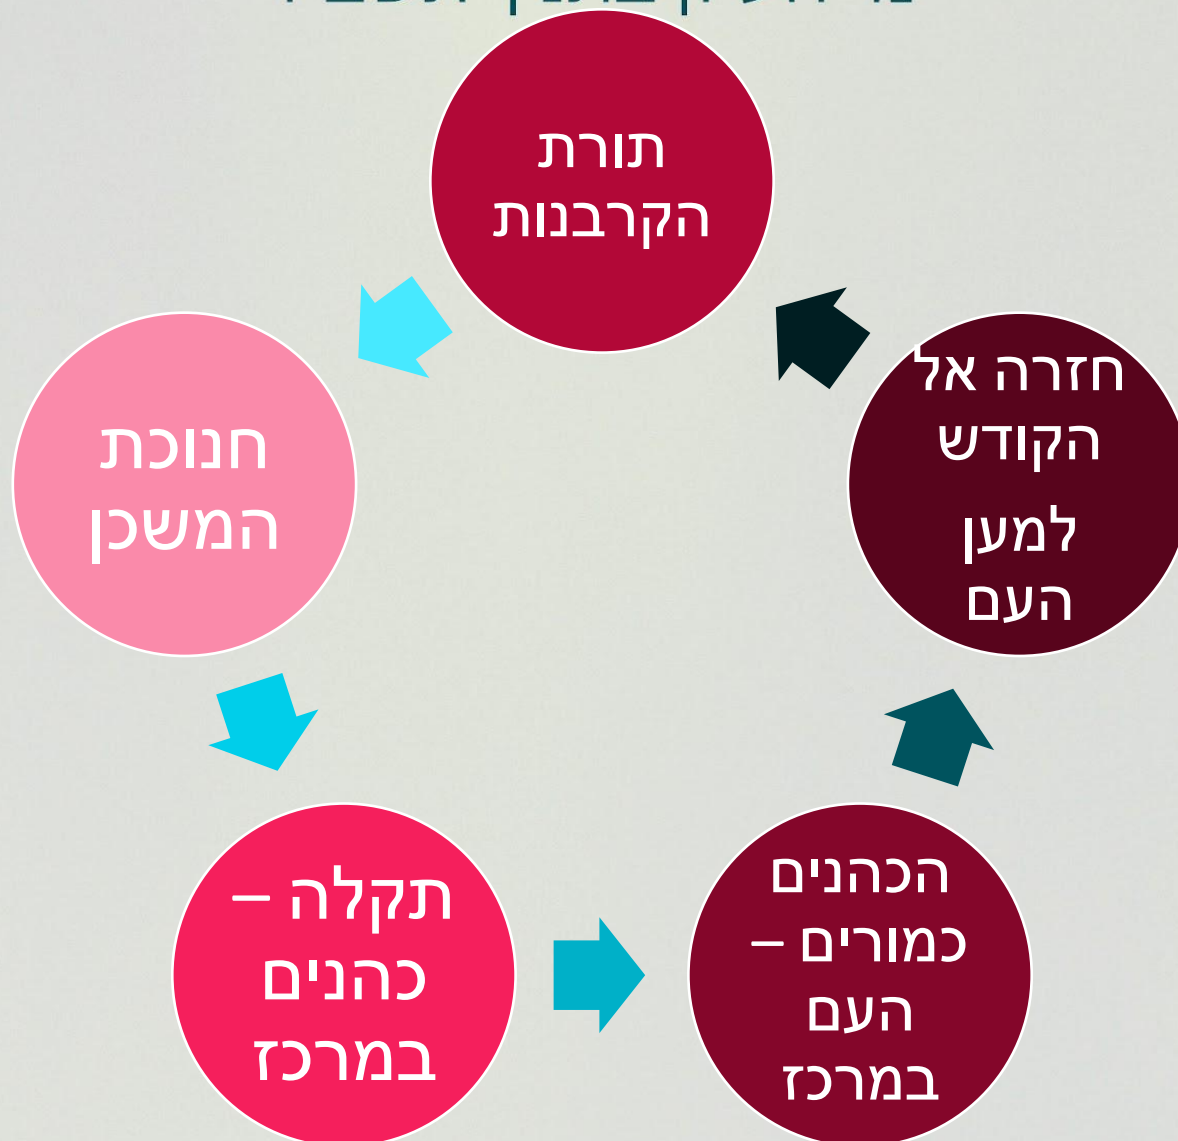 תורת
הקרבנות
חנוכת
המשכן
תקלה –
כהנים
במרכז
הכהנים
כמורים –
העם
במרכז
חזרה אל
הקודש
למען
העם